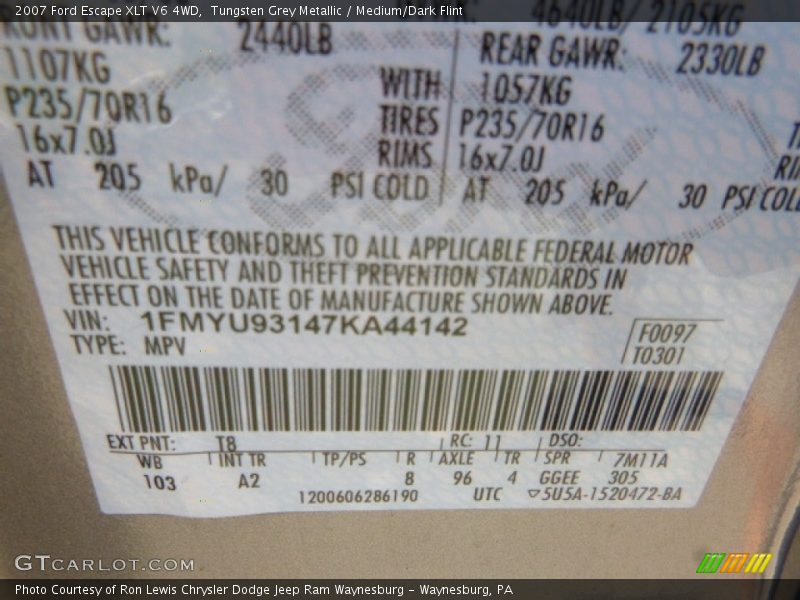 2007 Ford Escape XLT V6 4WD, Tungsten Grey Metallic / Medium/Dark Flint
4640LB/ 2105KG
FRONT GAWR: 2440LB REAR GAWR: 2330LB
1107KG WITH 1057KG
P235/70R16 TIRES P235/70R16
16x7.0J RIMS 16x7.0J
AT 205 kPa/ 30 PSI COLD AT 205 kPa/ 30 PSI COLD
THIS VEHICLE CONFORMS TO ALL APPLICABLE FEDERAL MOTOR
VEHICLE SAFETY AND THEFT PREVENTION STANDARDS IN
EFFECT ON THE DATE OF MANUFACTURE SHOWN ABOVE.
VIN: 1FMYU93147KA44142
TYPE: MPV
F0097
T0301
EXT PNT: T8 RC: 11 DSO:
WB INT TR TP/PS R AXLE TR SPR 7M11A
103 A2 8 96 4 GGEE 305
1200606286190 UTC ▽5U5A-1520472-BA
GTCARLOT.COM
Photo Courtesy of Ron Lewis Chrysler Dodge Jeep Ram Waynesburg – Waynesburg, PA